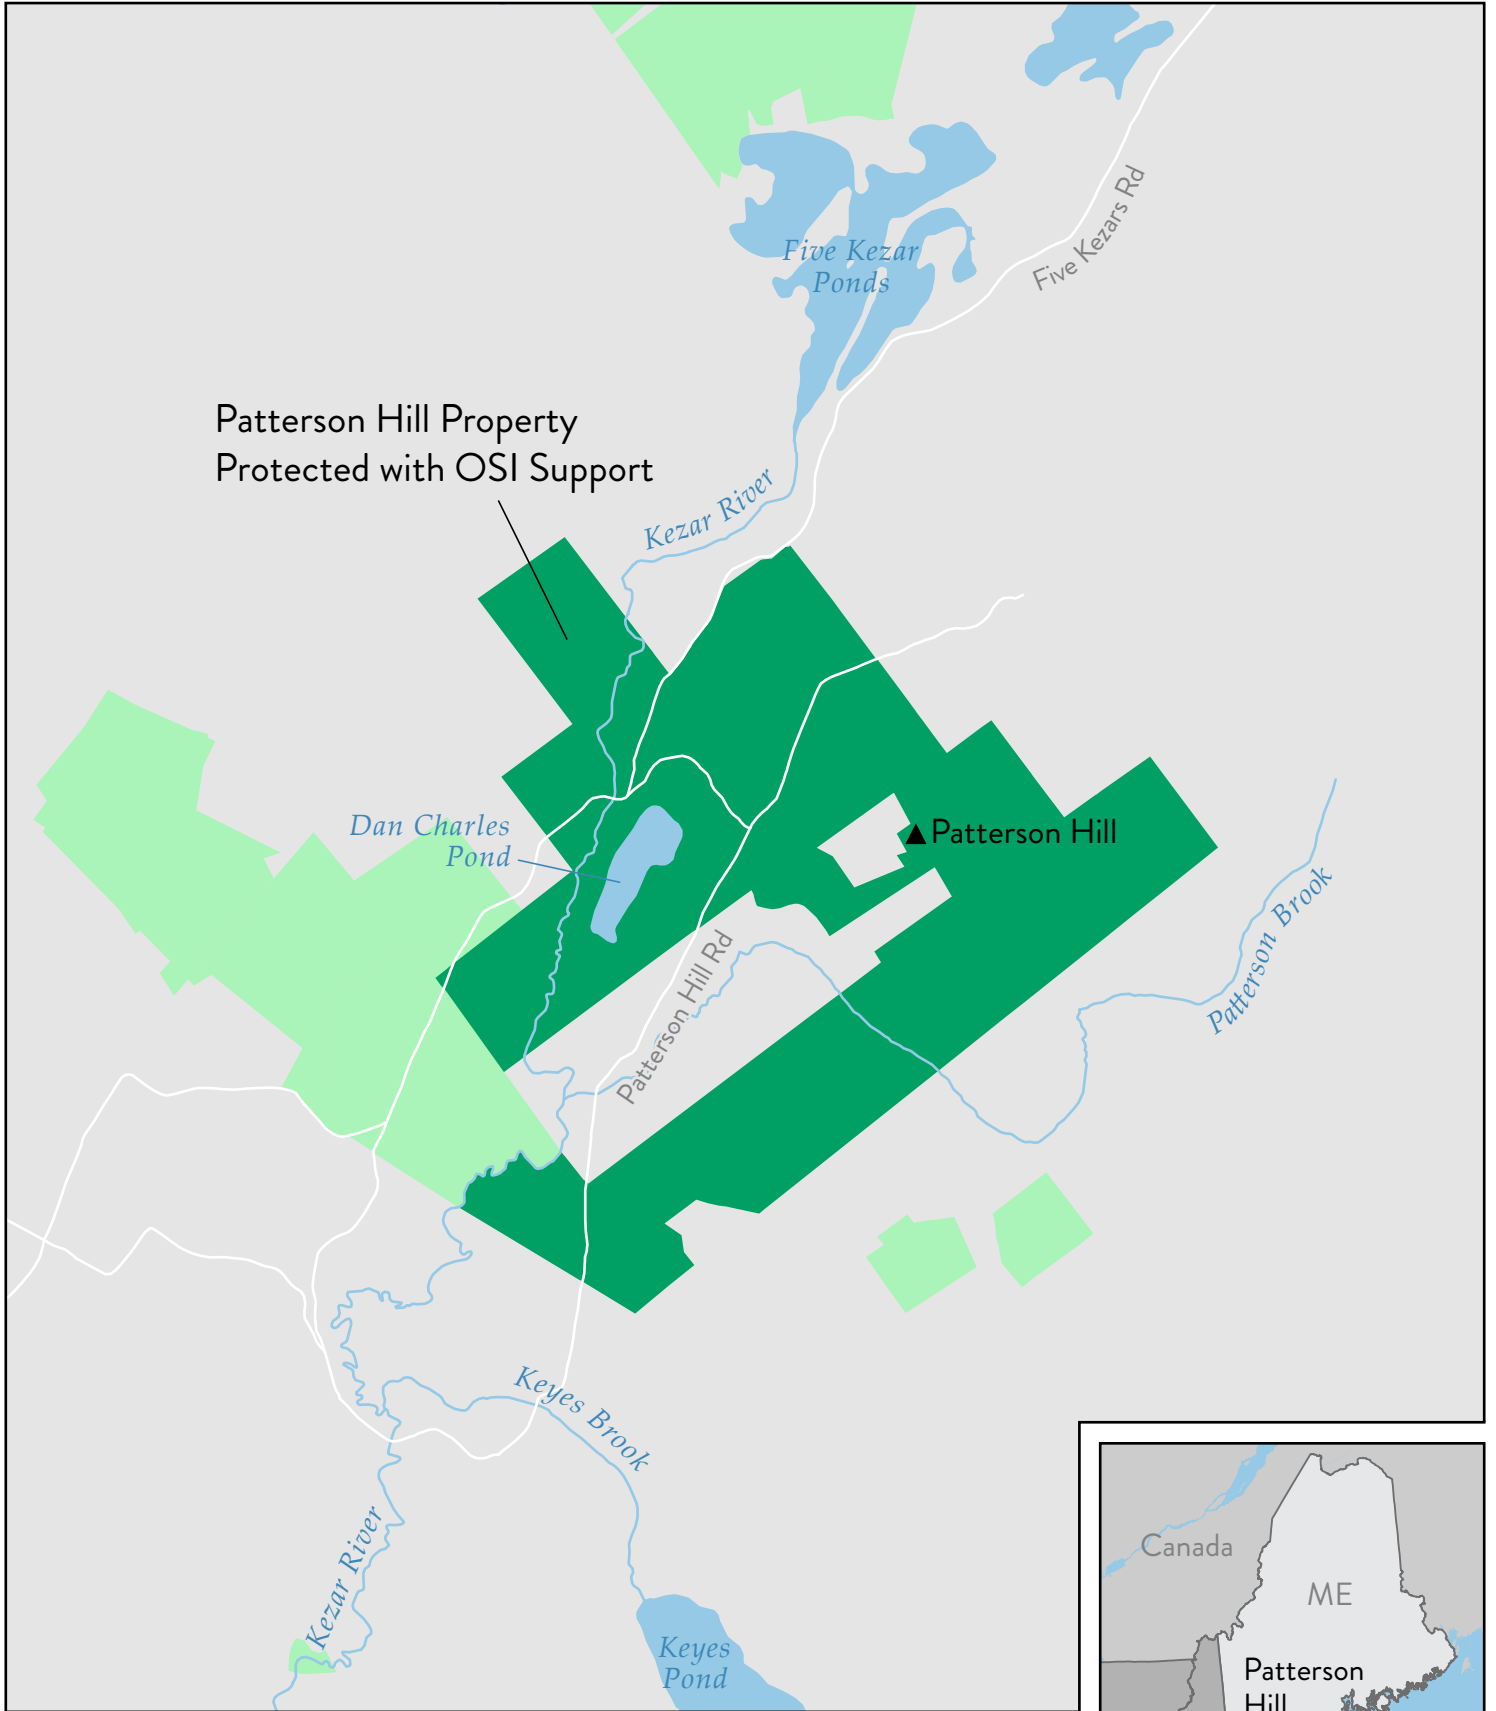 Five Kezars Rd
Five Kezar
Ponds
Patterson Hill Property
Protected with OSI Support
Kezar River
Dan Charles
Pond
Patterson Hill
Patterson Brook
Patterson Hill Rd
Keyes Brook
Kezar River
Keyes
Pond
Canada
ME
Patterson
Hill